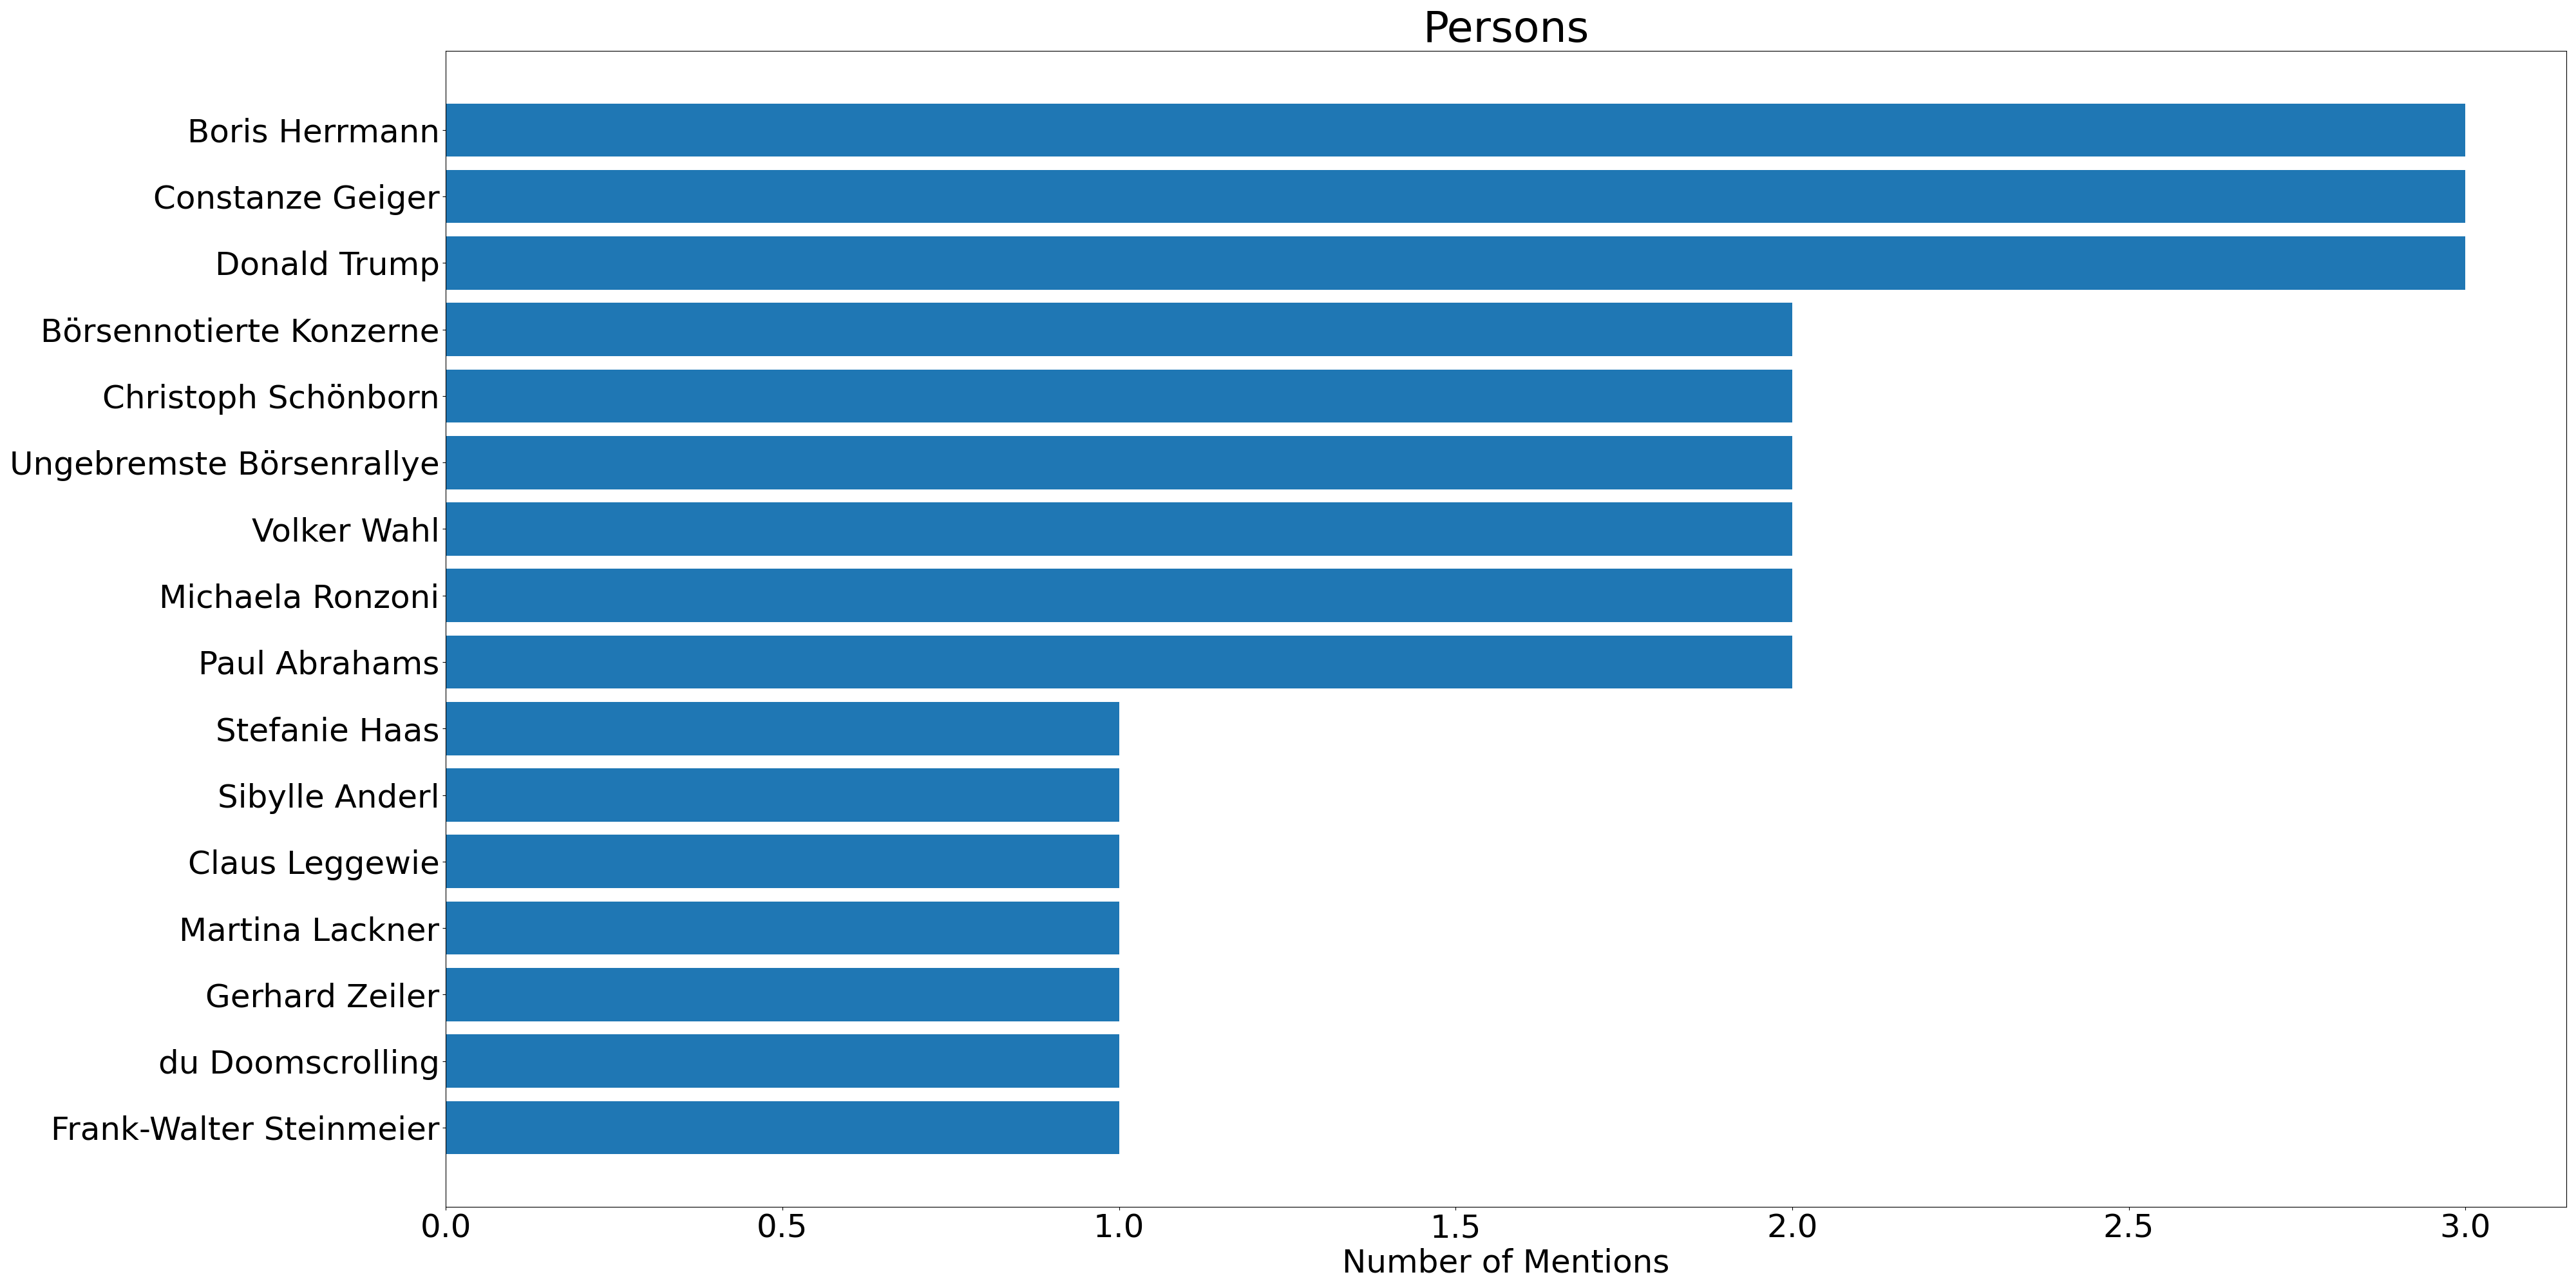 Persons
Boris Herrmann
Constanze Geiger
Donald Trump
Börsennotierte Konzerne
Christoph Schönborn
Ungebremste Börsenrallye
Volker Wahl
Michaela Ronzoni
Paul Abrahams
Stefanie Haas
Sibylle Anderl
Claus Leggewie
Martina Lackner
Gerhard Zeiler
du Doomscrolling
Frank-Walter Steinmeier
0.0 0.5 1.0 1.5 2.0 2.5 3.0
Number of Mentions